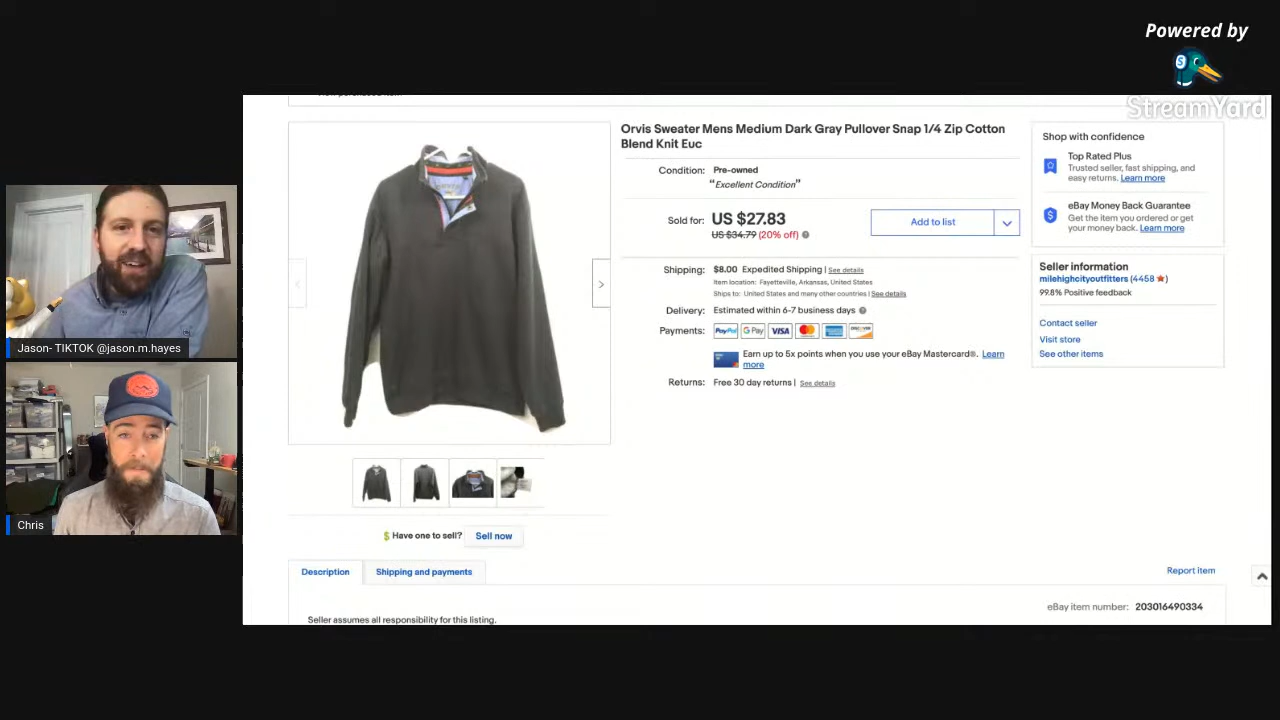 Powered by
S
StreamYard
Orvis Sweater Mens Medium Dark Gray Pullover Snap 1/4 Zip Cotton
Blend Knit Euc
Condition: Pre-owned
"Excellent Condition"
Sold for: US $27.83
US $34.79 (20% off)
Add to list
Shipping: $8.00 Expedited Shipping | See details
Item location: Fayetteville, Arkansas, United States
Ships to: United States and many other countries | See details
Delivery: Estimated within 6-7 business days
Payments: PayPal G Pay VISA
Earn up to 5x points when you use your eBay Mastercard®. Learn
more
Returns: Free 30 day returns | See details
Shop with confidence
Top Rated Plus
Trusted seller, fast shipping, and
easy returns. Learn more
eBay Money Back Guarantee
Get the item you ordered or get
your money back. Learn more
Seller information
milehighcityoutfitters (4458 ★)
99.8% Positive feedback
Contact seller
Visit store
See other items
Jason- TIKTOK @jason.m.hayes
Chris
Have one to sell? Sell now
Description
Shipping and payments
Report item
eBay item number: 203016490334
Seller assumes all responsibility for this listing.